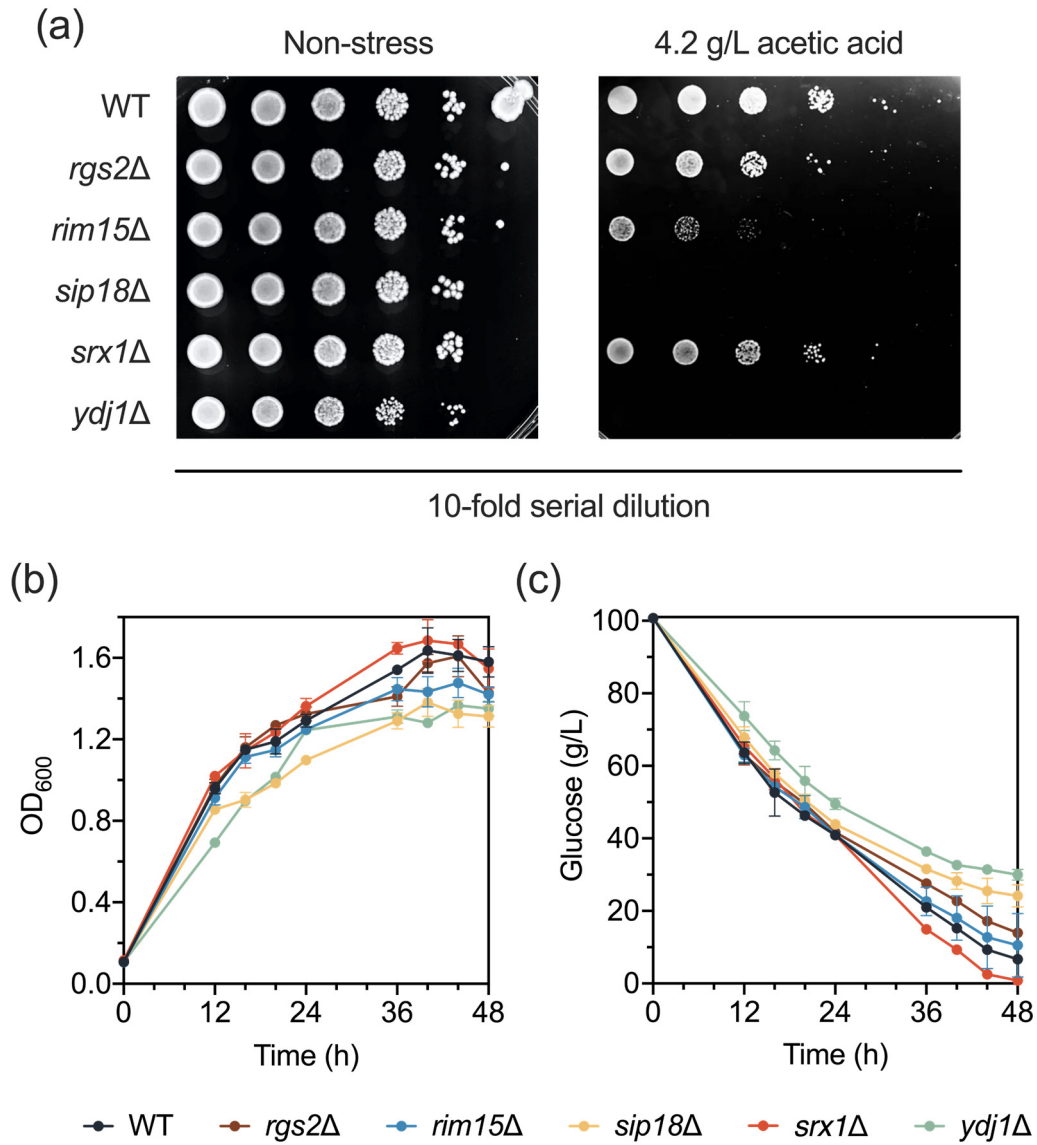 (a)
Non-stress
4.2 g/L acetic acid
WT
rgs2Δ
rim15Δ
sip18Δ
srx1Δ
ydj1Δ
10-fold serial dilution
(b)
OD600
1.6
1.2
0.8
0.4
0.0
0 12 24 36 48
Time (h)
(c)
Glucose (g/L)
100
80
60
40
20
0
0 12 24 36 48
Time (h)
WT rgs2Δ rim15Δ sip18Δ srx1Δ ydj1Δ